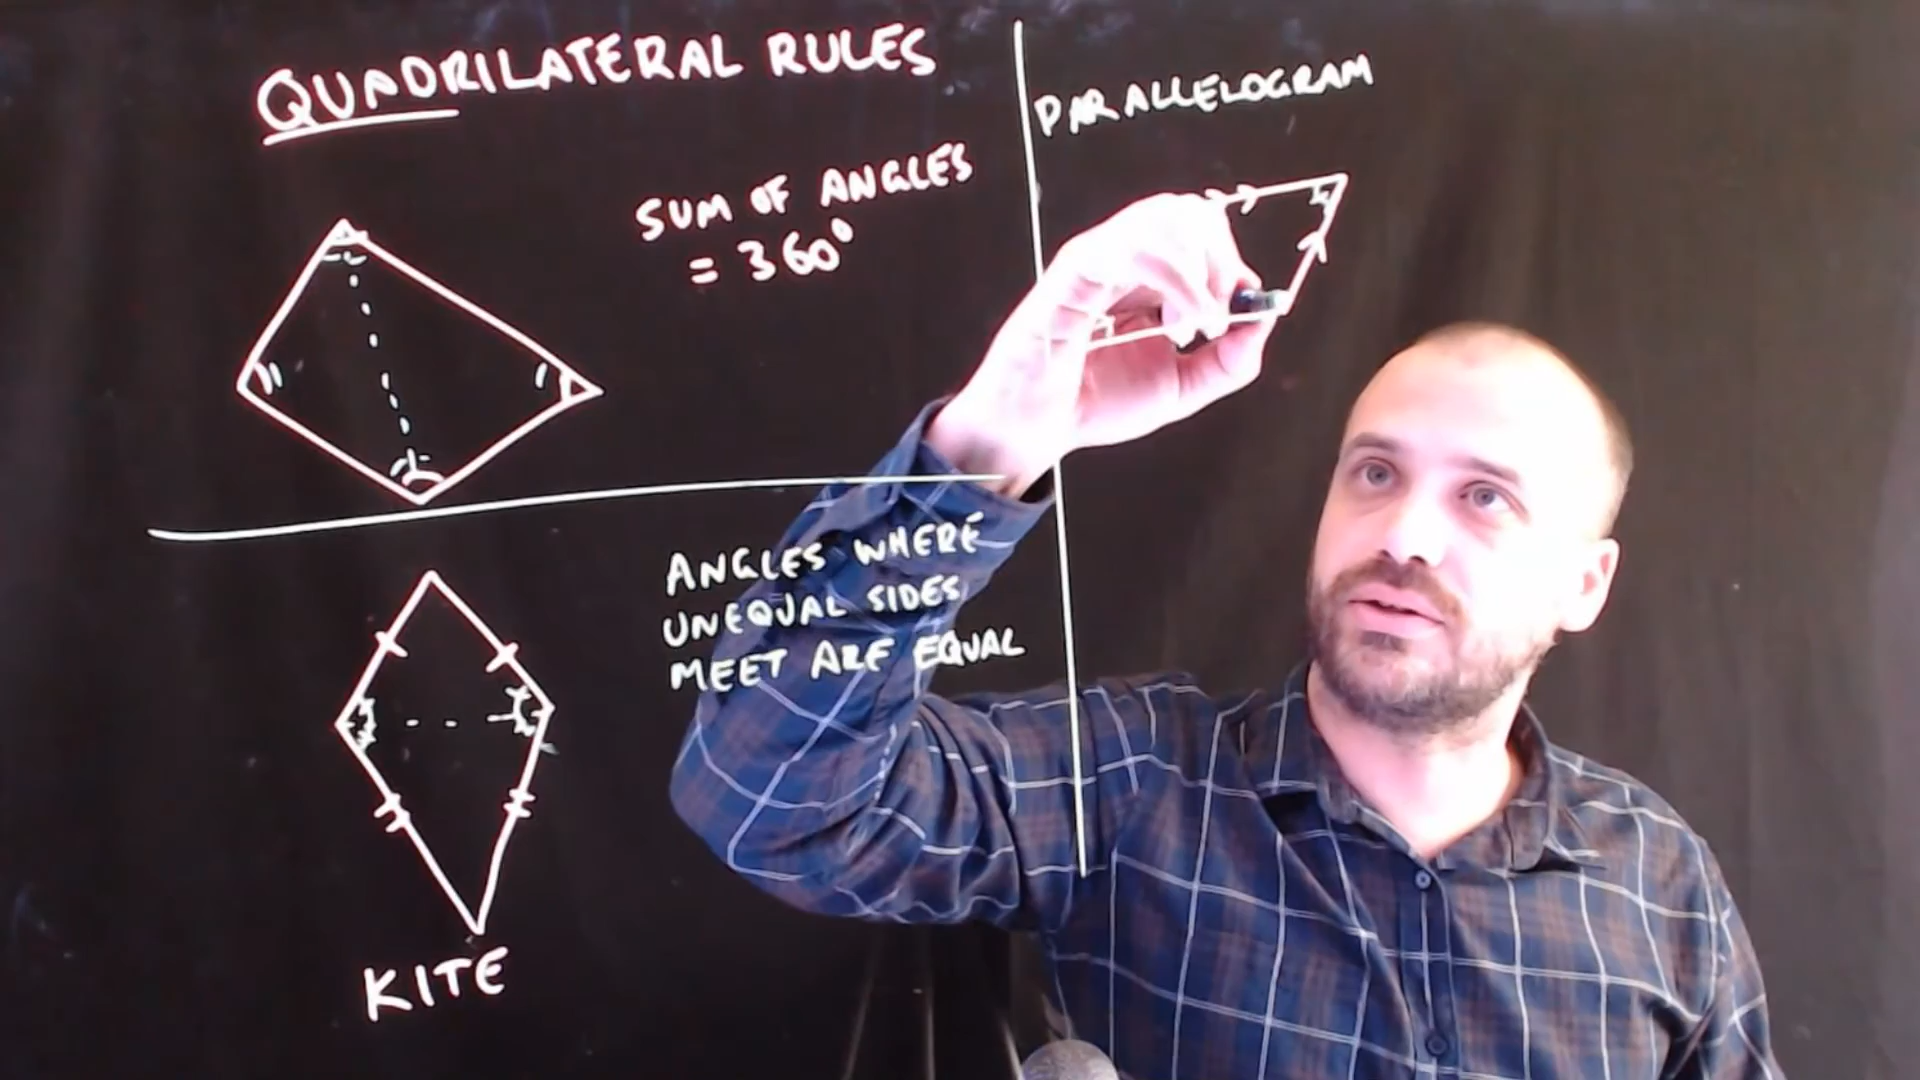 QUADRILATERAL RULES
SUM OF ANGLES
= 360°
ANGLES WHERE
UNEQUAL SIDES
MEET ARE EQUAL
KITE
PARALLELOGRAM